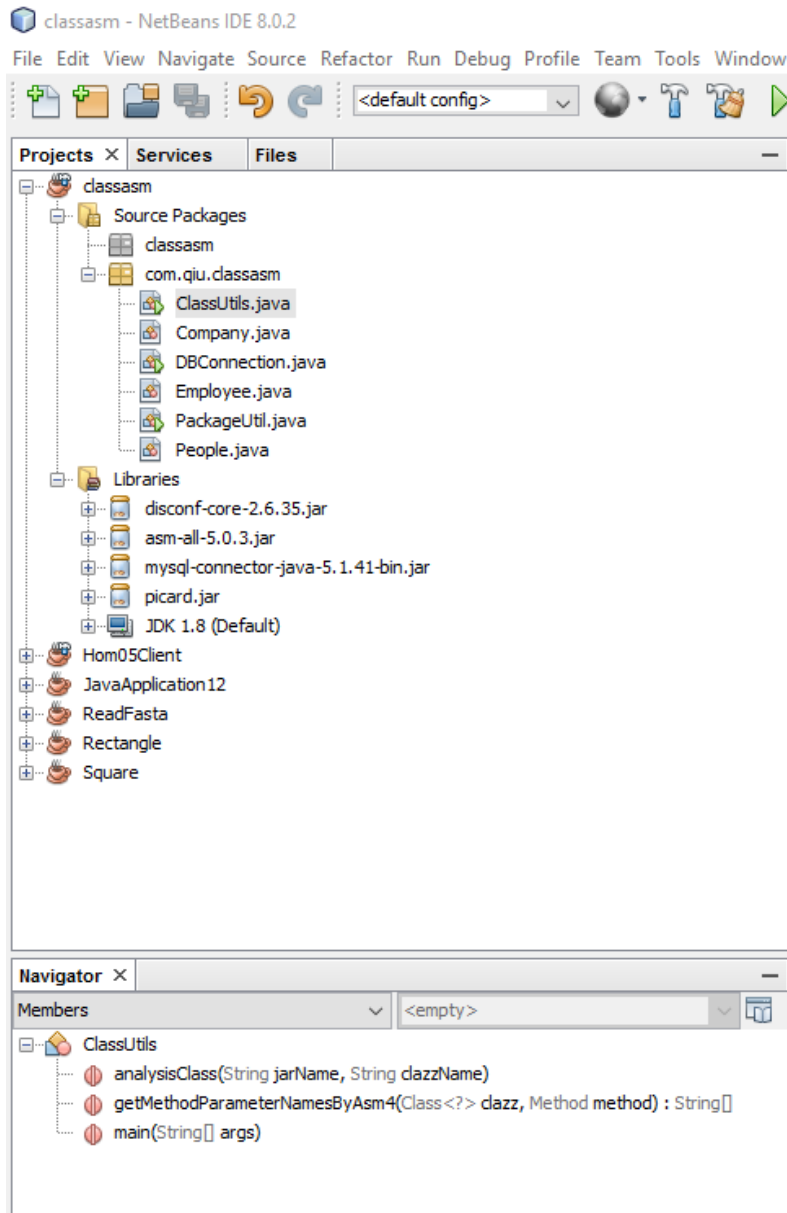 classasm - NetBeans IDE 8.0.2
File Edit View Navigate Source Refactor Run Debug Profile Team Tools Window
<default config>
Projects Services Files
classasm
Source Packages
classasm
com.qiu.classasm
ClassUtils.java
Company.java
DBConnection.java
Employee.java
PackageUtil.java
People.java
Libraries
disconf-core-2.6.35.jar
asm-all-5.0.3.jar
mysql-connector-java-5.1.41-bin.jar
picard.jar
JDK 1.8 (Default)
Hom05Client
JavaApplication12
ReadFasta
Rectangle
Square
Navigator
Members <empty>
ClassUtils
analysisClass(String jarName, String clazzName)
getMethodParameterNamesByAsm4(Class<?> clazz, Method method) : String[]
main(String[] args)